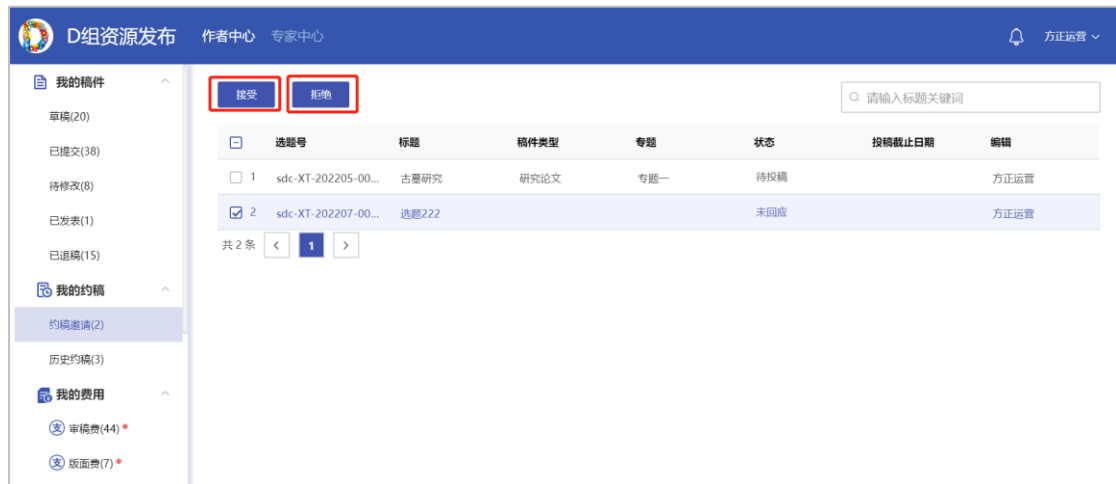 D组资源发布 作者中心 专家中心 方正运营
我的稿件
草稿(20)
已提交(38)
待修改(8)
已发表(1)
已退稿(15)
我的约稿
约稿邀请(2)
历史约稿(3)
我的费用
支 审稿费(44)
支 版面费(7)
接受 拒绝 请输入标题关键词
选题号 标题 稿件类型 专题 状态 投稿截止日期 编辑
1 sdc-XT-202205-00... 古墓研究 研究论文 专题一 待投稿 方正运营
2 sdc-XT-202207-00... 选题222 未回应 方正运营
共 2 条 < 1 >